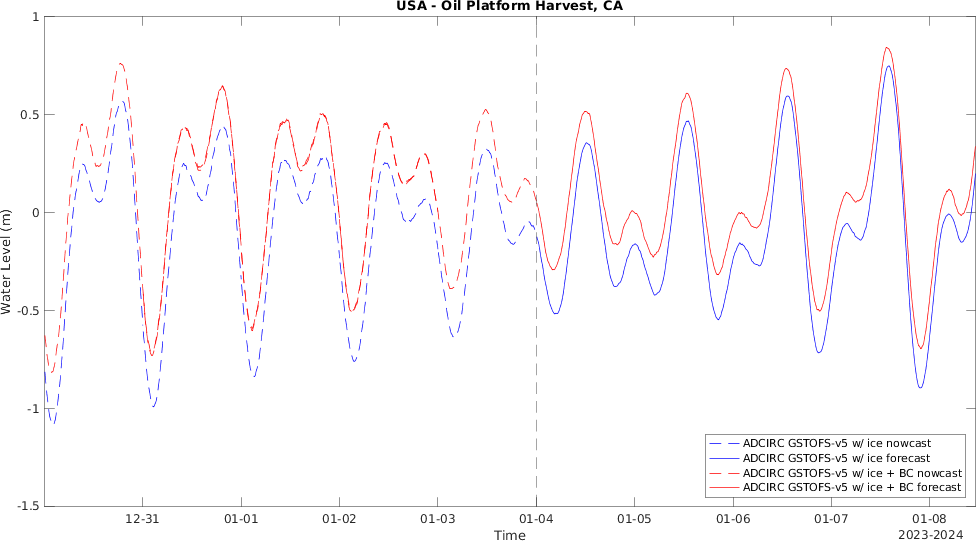 USA - Oil Platform Harvest, CA
1
0.5
0
-0.5
-1
-1.5
Water Level (m)
12-31
01-01
01-02
01-03
01-04
01-05
01-06
01-07
01-08
Time
2023-2024
ADCIRC GSTOFS-v5 w/ ice nowcast
ADCIRC GSTOFS-v5 w/ ice forecast
ADCIRC GSTOFS-v5 w/ ice + BC nowcast
ADCIRC GSTOFS-v5 w/ ice + BC forecast